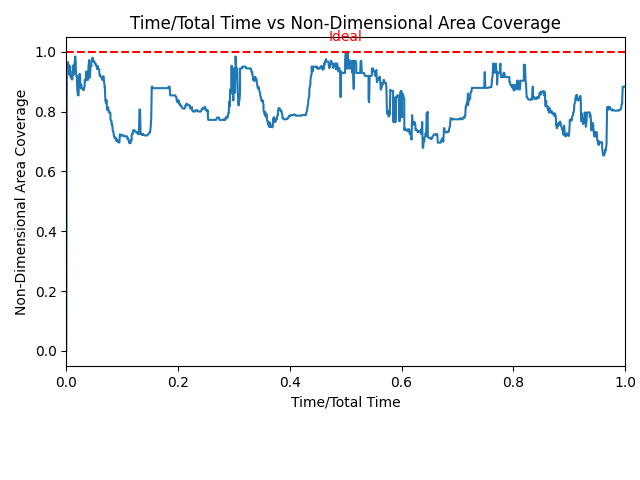 Time/Total Time vs Non-Dimensional Area Coverage
Ideal
1.0
0.8
0.6
0.4
0.2
0.0
Non-Dimensional Area Coverage
0.0 0.2 0.4 0.6 0.8 1.0
Time/Total Time